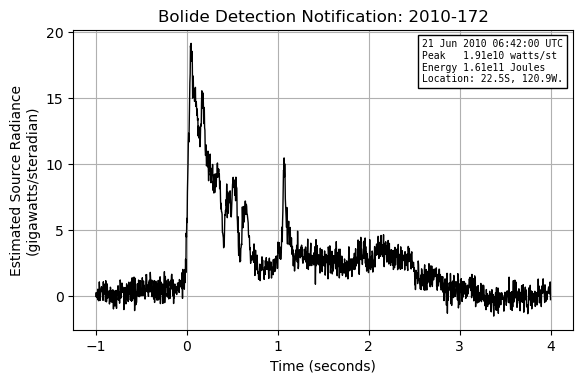 Bolide Detection Notification: 2010-172
21 Jun 2010 06:42:00 UTC
Peak   1.91e10 watts/st
Energy 1.61e11 Joules
Location: 22.5S, 120.9W.
Estimated Source Radiance
(gigawatts/steradian)
20
15
10
5
0
−1
0
1
2
3
4
Time (seconds)